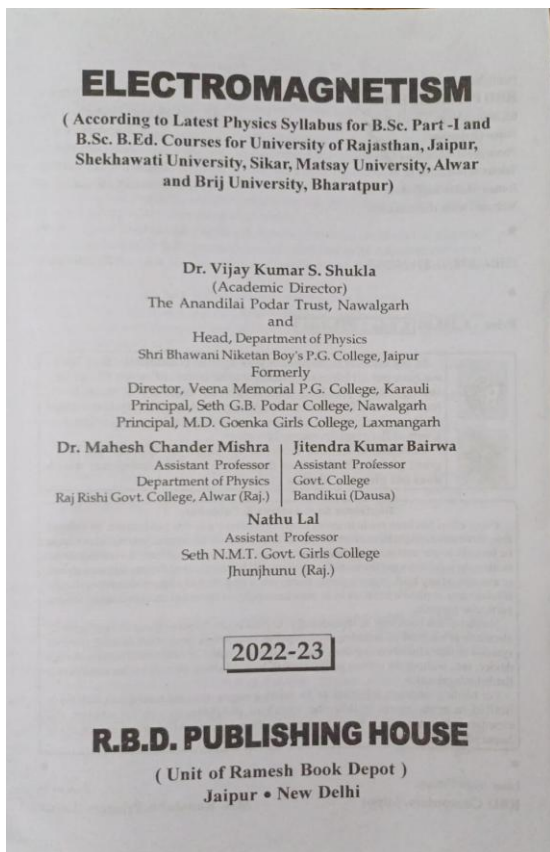 ELECTROMAGNETISM
( According to Latest Physics Syllabus for B.Sc. Part -I and
B.Sc. B.Ed. Courses for University of Rajasthan, Jaipur,
Shekhawati University, Sikar, Matsay University, Alwar
and Brij University, Bharatpur)
Dr. Vijay Kumar S. Shukla
(Academic Director)
The Anandilai Podar Trust, Nawalgarh
and
Head, Department of Physics
Shri Bhawani Niketan Boy's P.G. College, Jaipur
Formerly
Director, Veena Memorial P.G. College, Karauli
Principal, Seth G.B. Podar College, Nawalgarh
Principal, M.D. Goenka Girls College, Laxmangarh
Dr. Mahesh Chander Mishra
Assistant Professor
Department of Physics
Raj Rishi Govt. College, Alwar (Raj.)
Jitendra Kumar Bairwa
Assistant Professor
Govt. College
Bandikui (Dausa)
Nathu Lal
Assistant Professor
Seth N.M.T. Govt. Girls College
Jhunjhunu (Raj.)
2022-23
R.B.D. PUBLISHING HOUSE
( Unit of Ramesh Book Depot )
Jaipur • New Delhi